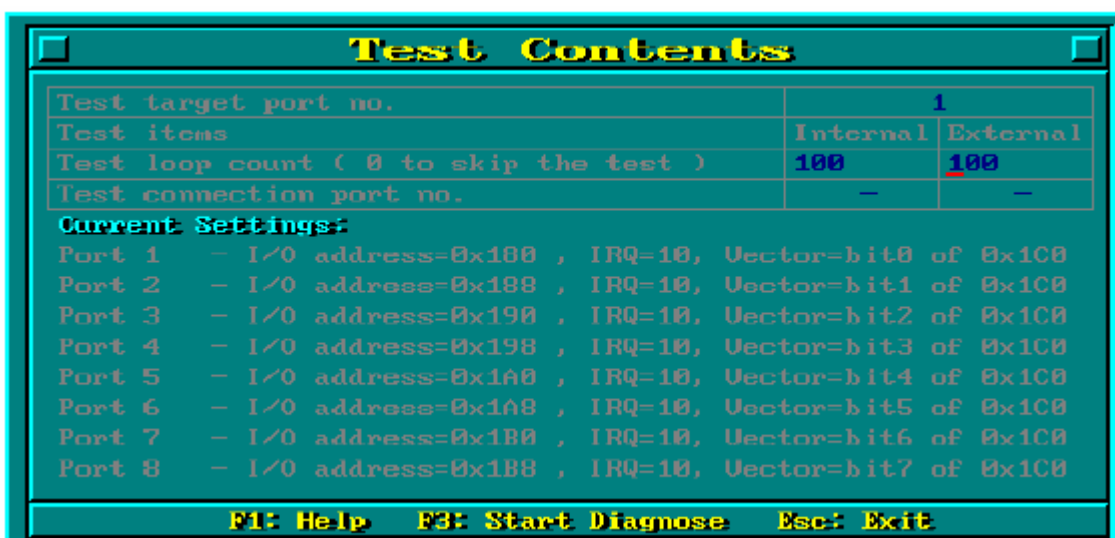 Test Contents
Test target port no. 1
Test items Internal External
Test loop count ( 0 to skip the test ) 100 100
Test connection port no. – –
Current Settings:
Port 1 – I/O address=0x180 , IRQ=10, Vector=bit0 of 0x1C0
Port 2 – I/O address=0x188 , IRQ=10, Vector=bit1 of 0x1C0
Port 3 – I/O address=0x190 , IRQ=10, Vector=bit2 of 0x1C0
Port 4 – I/O address=0x198 , IRQ=10, Vector=bit3 of 0x1C0
Port 5 – I/O address=0x1A0 , IRQ=10, Vector=bit4 of 0x1C0
Port 6 – I/O address=0x1A8 , IRQ=10, Vector=bit5 of 0x1C0
Port 7 – I/O address=0x1B0 , IRQ=10, Vector=bit6 of 0x1C0
Port 8 – I/O address=0x1B8 , IRQ=10, Vector=bit7 of 0x1C0
F1: Help F3: Start Diagnose Esc: Exit